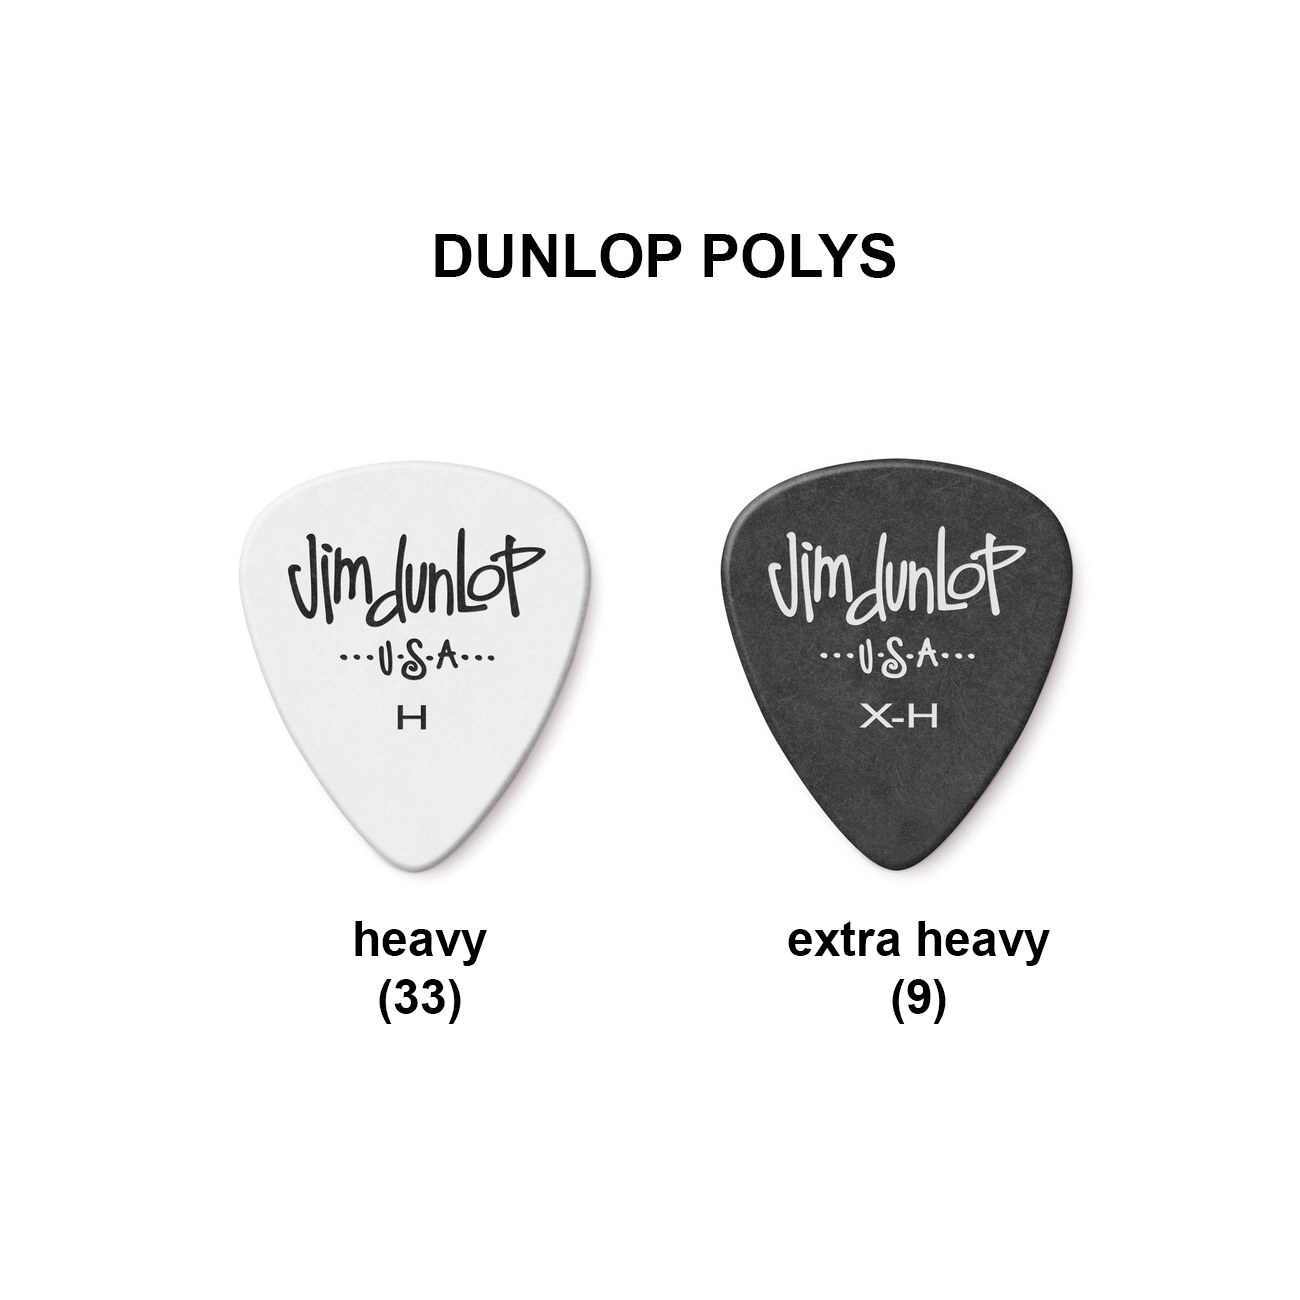 DUNLOP POLYS
Jim dunlop
···U·S·A···
H
Jim dunlop
···U·S·A···
X-H
heavy
(33)
extra heavy
(9)